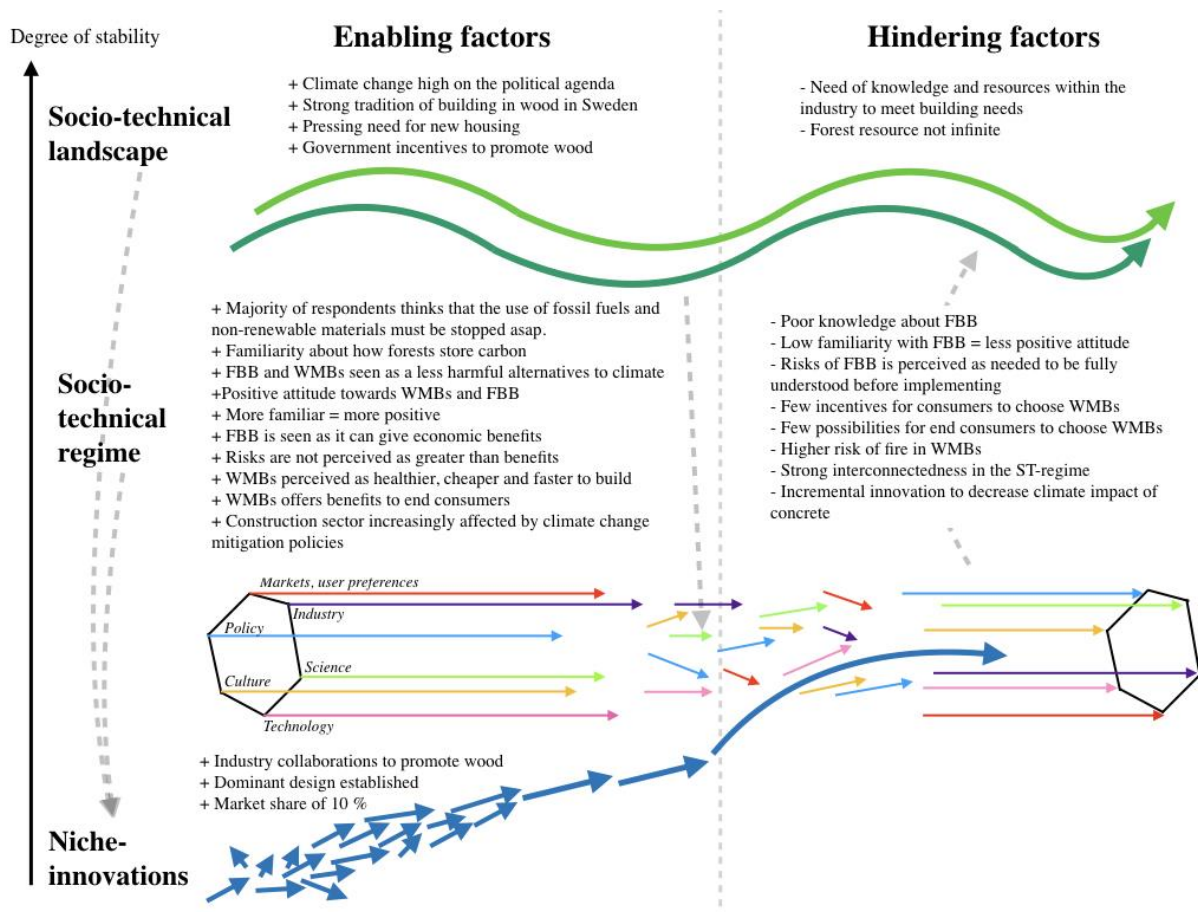 Degree of stability
Enabling factors
Hindering factors
Socio-technical
landscape
+ Climate change high on the political agenda
+ Strong tradition of building in wood in Sweden
+ Pressing need for new housing
+ Government incentives to promote wood
- Need of knowledge and resources within the
industry to meet building needs
- Forest resource not infinite
Socio-
technical
regime
+ Majority of respondents thinks that the use of fossil fuels and
non-renewable materials must be stopped asap.
+ Familiarity about how forests store carbon
+ FBB and WMBs seen as a less harmful alternatives to climate
+Positive attitude towards WMBs and FBB
+ More familiar = more positive
+ FBB is seen as it can give economic benefits
+ Risks are not perceived as greater than benefits
+ WMBs perceived as healthier, cheaper and faster to build
+ WMBs offers benefits to end consumers
+ Construction sector increasingly affected by climate change
mitigation policies
- Poor knowledge about FBB
- Low familiarity with FBB = less positive attitude
- Risks of FBB is perceived as needed to be fully
understood before implementing
- Few incentives for consumers to choose WMBs
- Few possibilities for end consumers to choose WMBs
- Higher risk of fire in WMBs
- Strong interconnectedness in the ST-regime
- Incremental innovation to decrease climate impact of
concrete
Markets, user preferences
Industry
Policy
Science
Culture
Technology
+ Industry collaborations to promote wood
+ Dominant design established
+ Market share of 10 %
Niche-
innovations